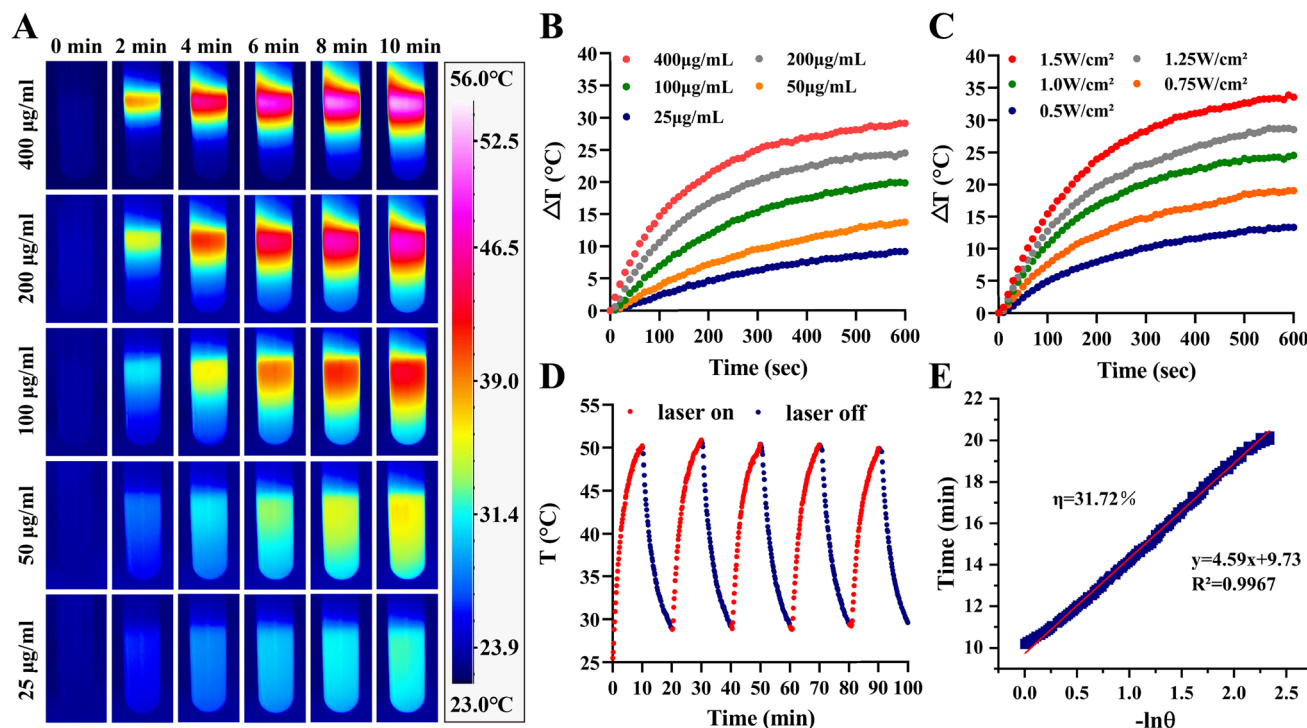 A
0 min 2 min 4 min 6 min 8 min 10 min
400 µg/ml
200 µg/ml
100 µg/ml
50 µg/ml
25 µg/ml
56.0°C
52.5
46.5
39.0
31.4
23.9
23.0°C
B
400µg/mL 200µg/mL
100µg/mL 50µg/mL
25µg/mL
ΔT (°C)
40
35
30
25
20
15
10
5
0
0 100 200 300 400 500 600
Time (sec)
C
1.5W/cm² 1.25W/cm²
1.0W/cm² 0.75W/cm²
0.5W/cm²
ΔT (°C)
40
35
30
25
20
15
10
5
0
0 100 200 300 400 500 600
Time (sec)
D
laser on laser off
T (°C)
55
50
45
40
35
30
25
0 10 20 30 40 50 60 70 80 90 100
Time (min)
E
Time (min)
22
20
18
16
14
12
10
η=31.72%
y=4.59x+9.73
R²=0.9967
0.0 0.5 1.0 1.5 2.0 2.5
-lnθ